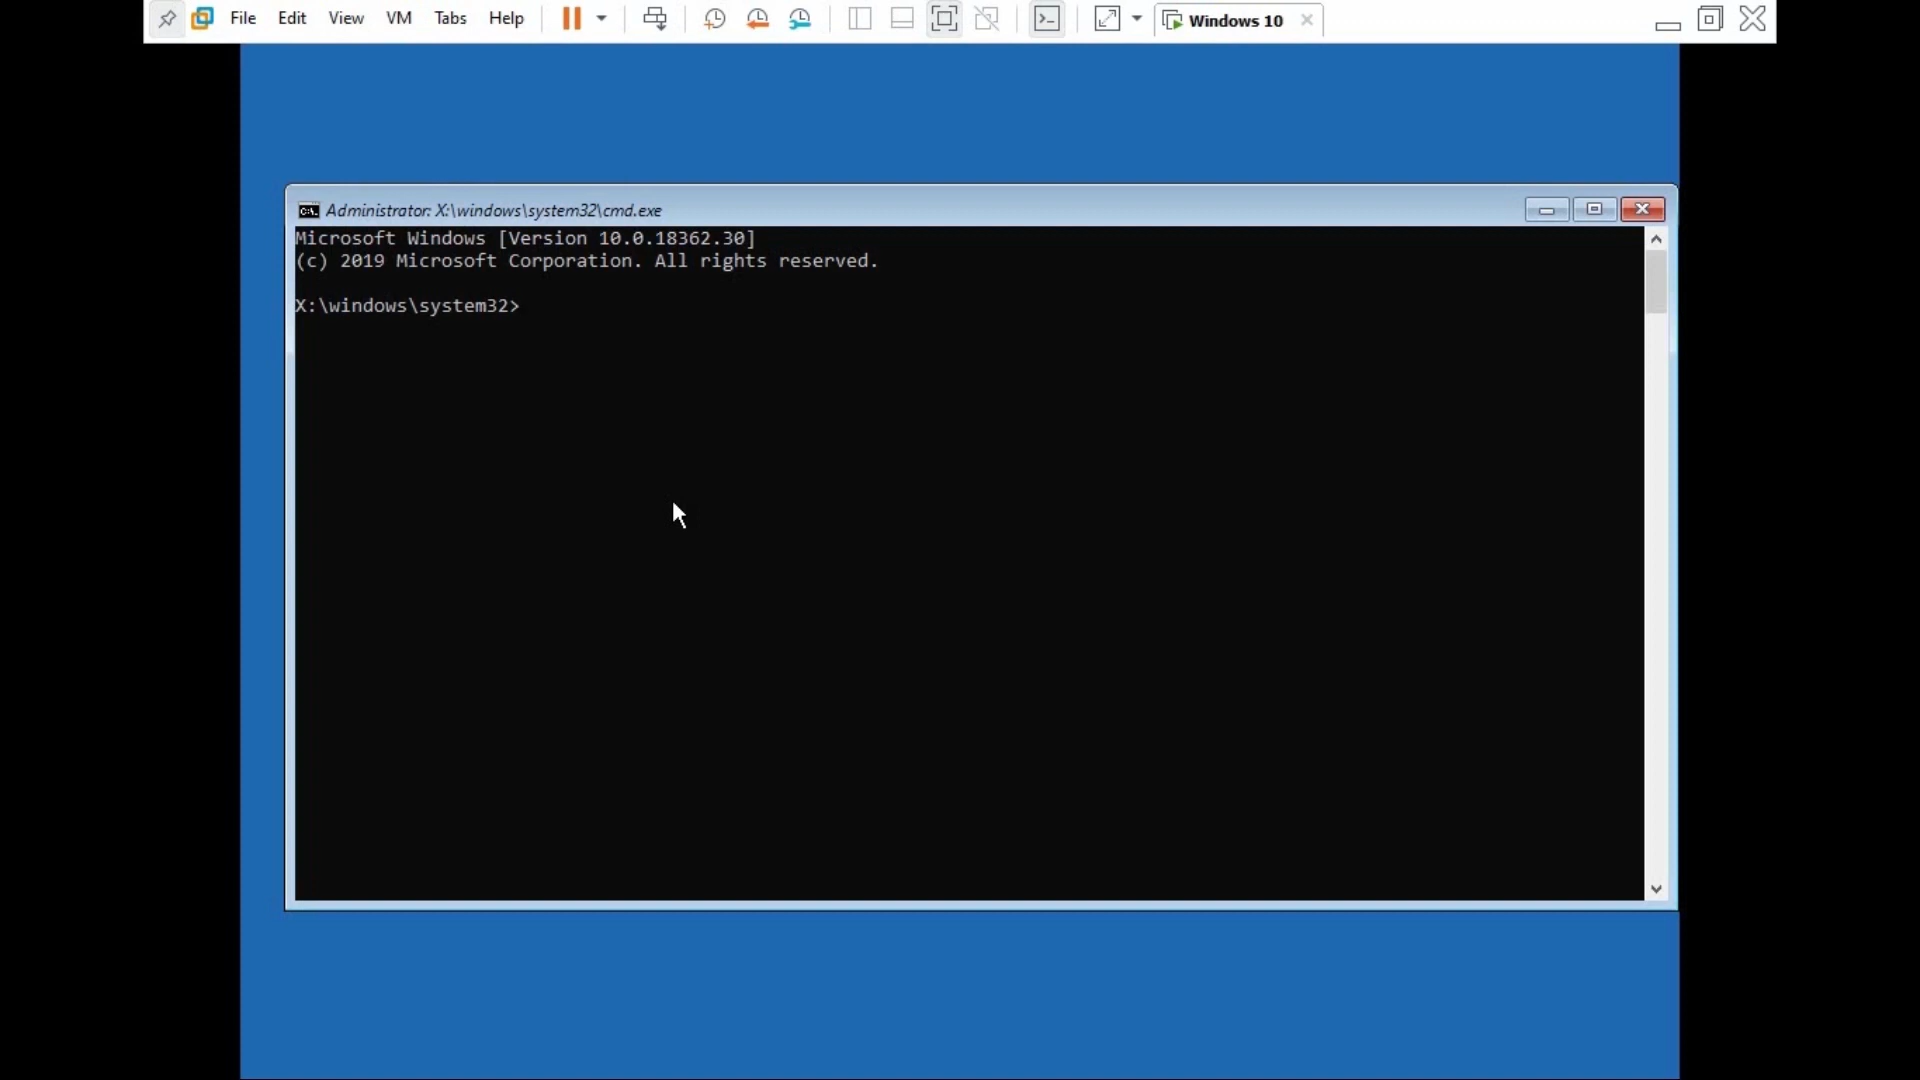 File Edit View VM Tabs Help Windows 10
Administrator: X:\windows\system32\cmd.exe
Microsoft Windows [Version 10.0.18362.30]
(c) 2019 Microsoft Corporation. All rights reserved.
X:\windows\system32>